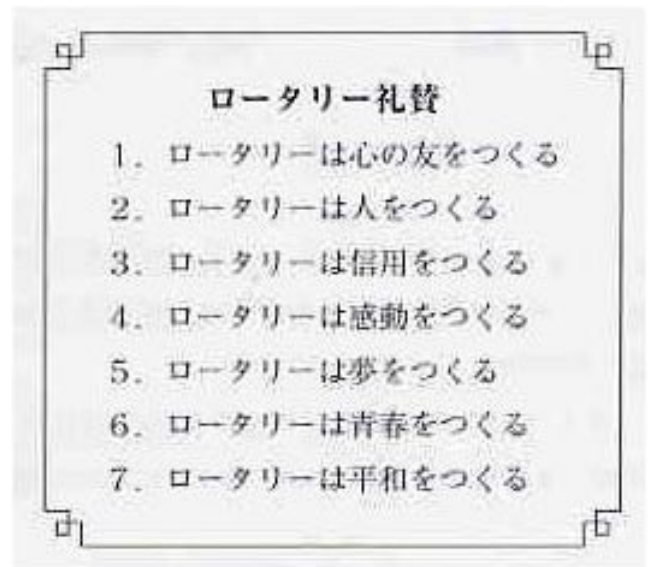 ロータリー礼賛
1. ロータリーは心の友をつくる
2. ロータリーは人をつくる
3. ロータリーは信用をつくる
4. ロータリーは感動をつくる
5. ロータリーは夢をつくる
6. ロータリーは青春をつくる
7. ロータリーは平和をつくる